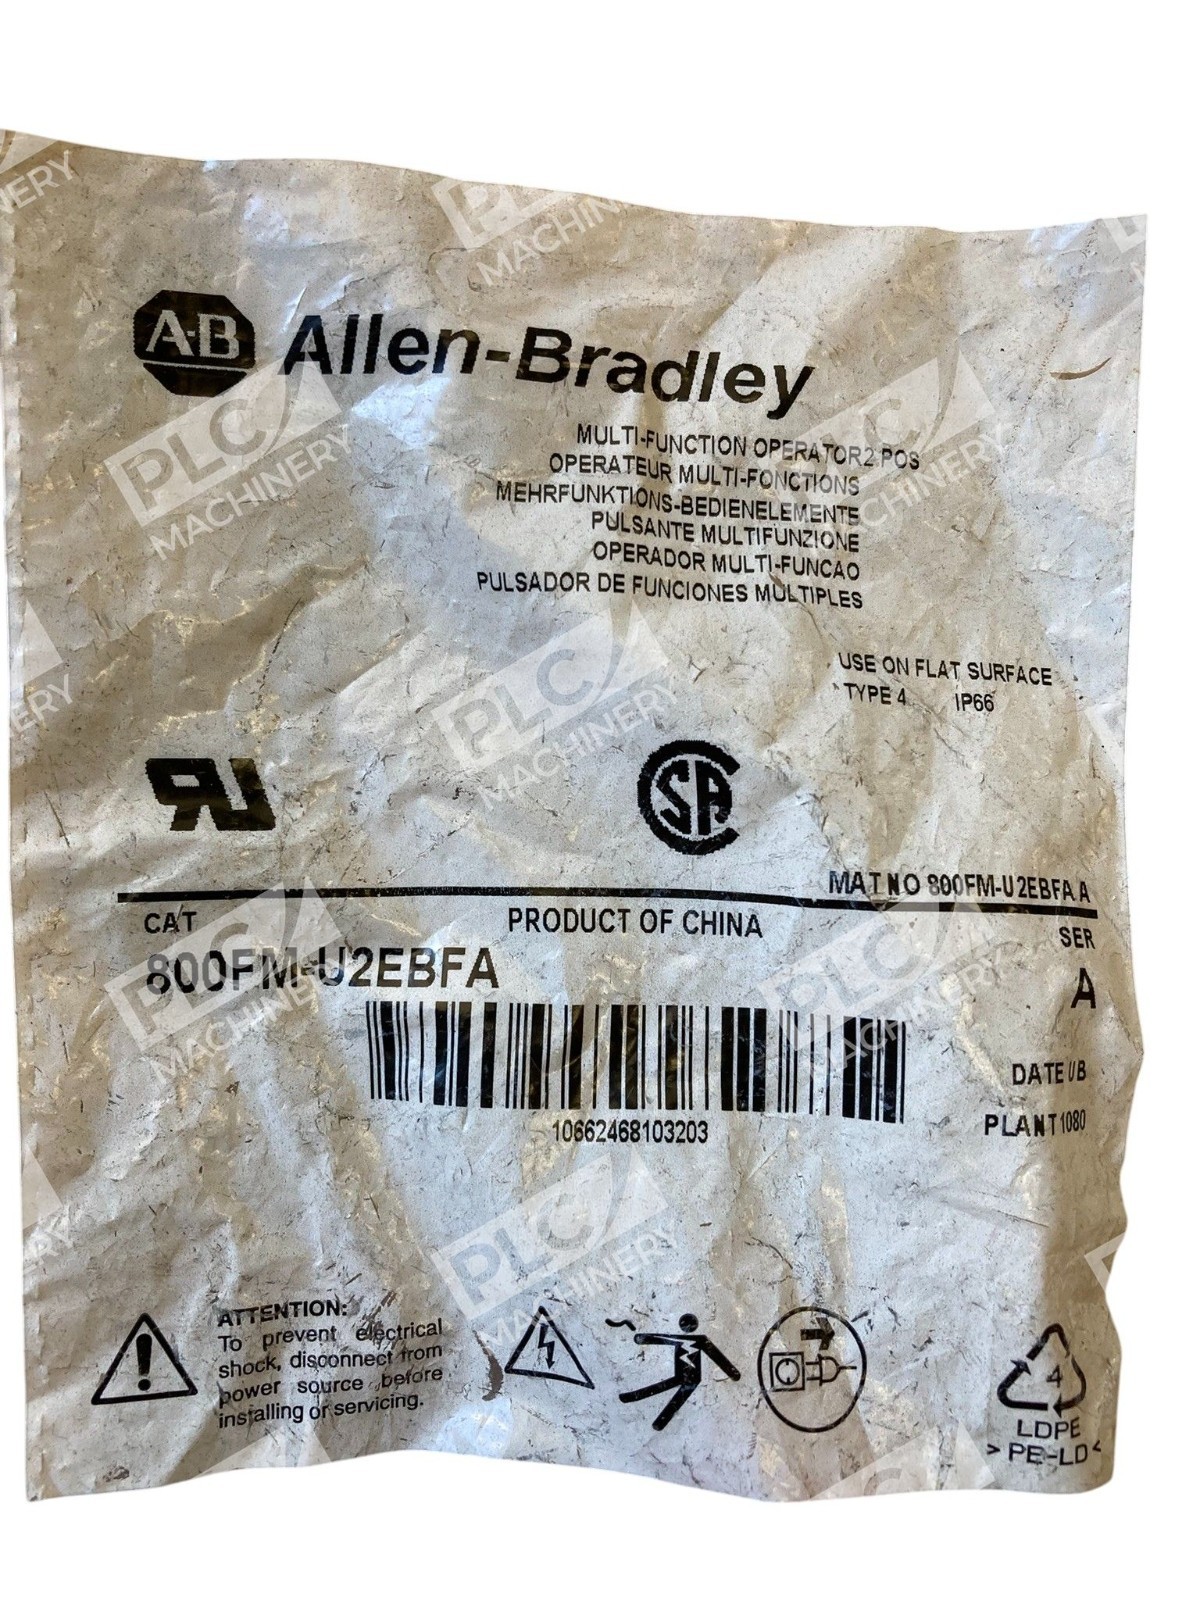 A-B Allen-Bradley
MULTI-FUNCTION OPERATOR2 POS
OPERATEUR MULTI-FONCTIONS
MEHRFUNKTIONS-BEDIENELEMENTE
PULSANTE MULTIFUNZIONE
OPERADOR MULTI-FUNCAO
PULSADOR DE FUNCIONES MULTIPLES
USE ON FLAT SURFACE
TYPE 4 IP66
MAT NO 800FM-U2EBFA A
CAT PRODUCT OF CHINA SER
800FM-U2EBFA A
10662468103203
DATE UB
PLANT 1080
ATTENTION:
To prevent electrical
shock, disconnect from
power source before
installing or servicing.
4
LDPE
>PE-LD<
PLC MACHINERY